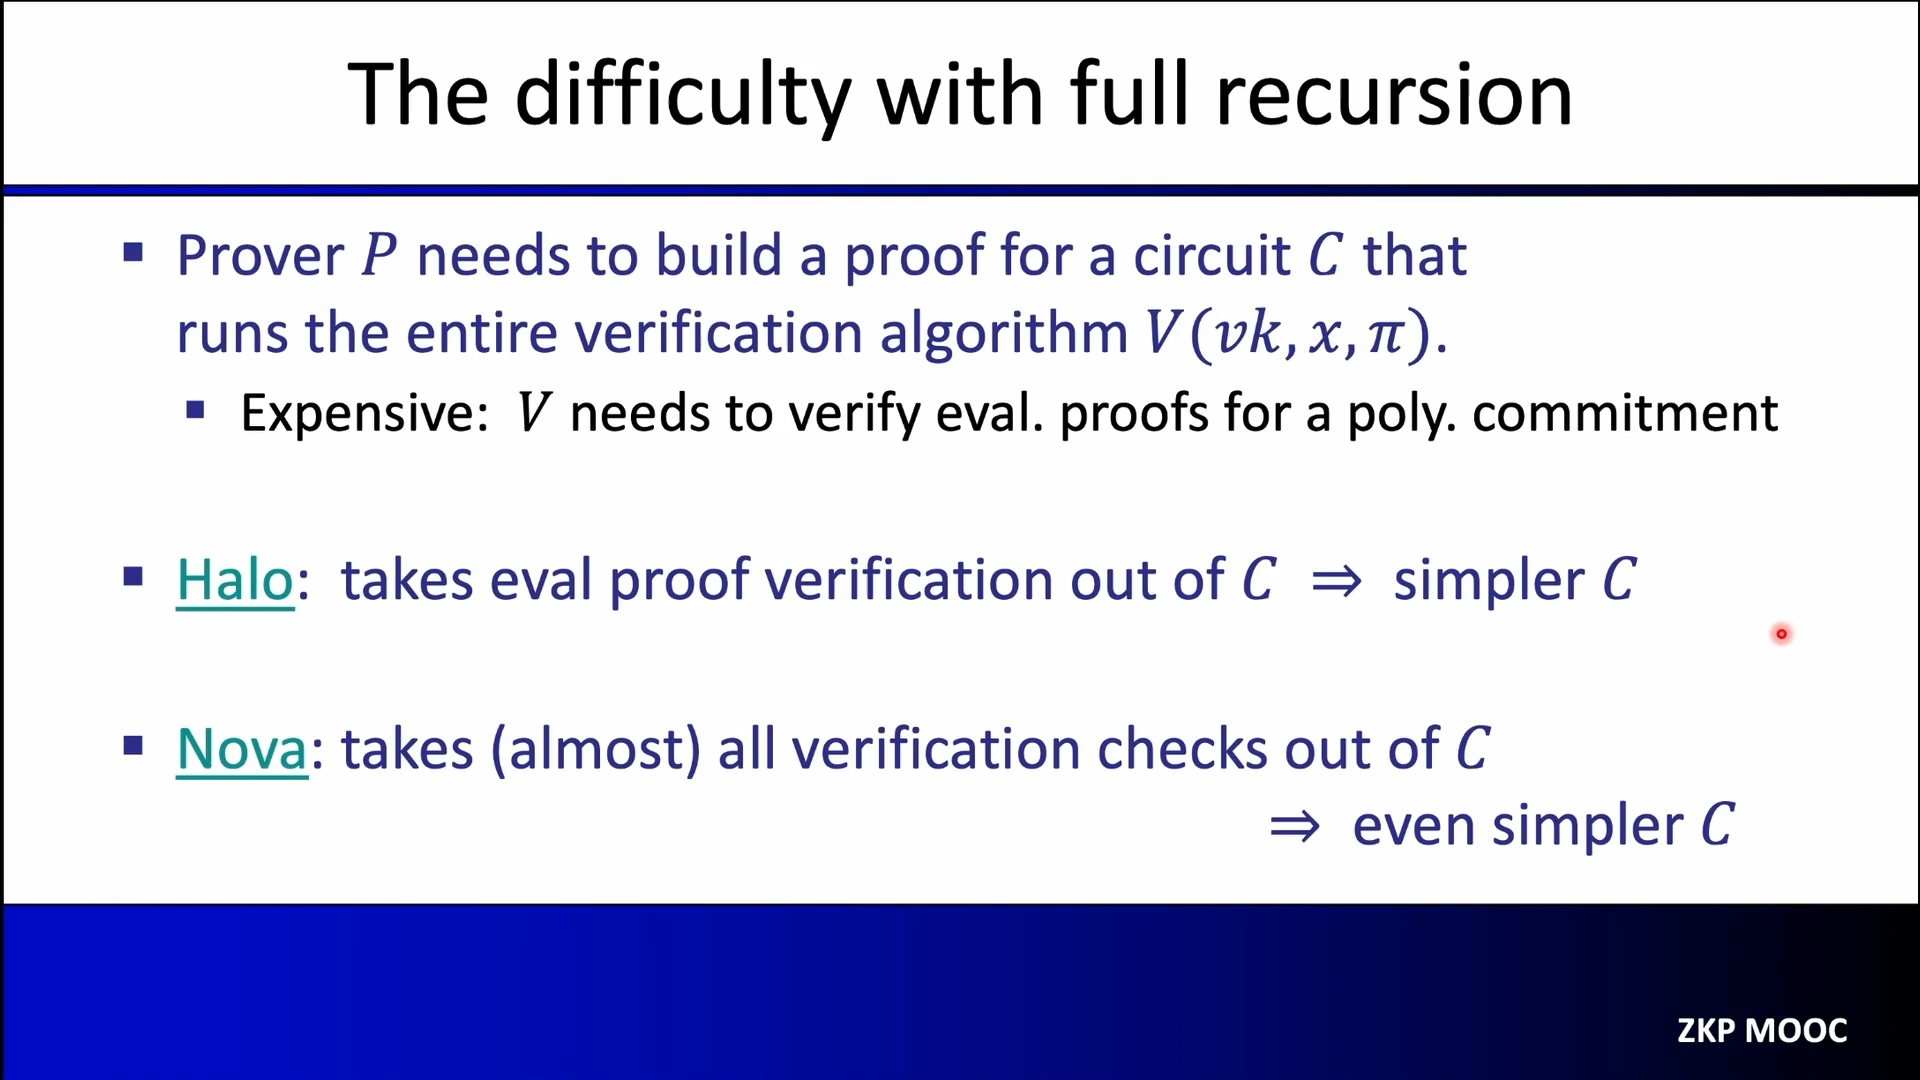 The difficulty with full recursion
▪ Prover 𝑃 needs to build a proof for a circuit 𝐶 that
runs the entire verification algorithm 𝑉(𝑣𝑘, 𝑥, 𝜋).
▪ Expensive: 𝑉 needs to verify eval. proofs for a poly. commitment
▪ Halo: takes eval proof verification out of 𝐶 ⇒ simpler 𝐶
▪ Nova: takes (almost) all verification checks out of 𝐶
⇒ even simpler 𝐶
ZKP MOOC